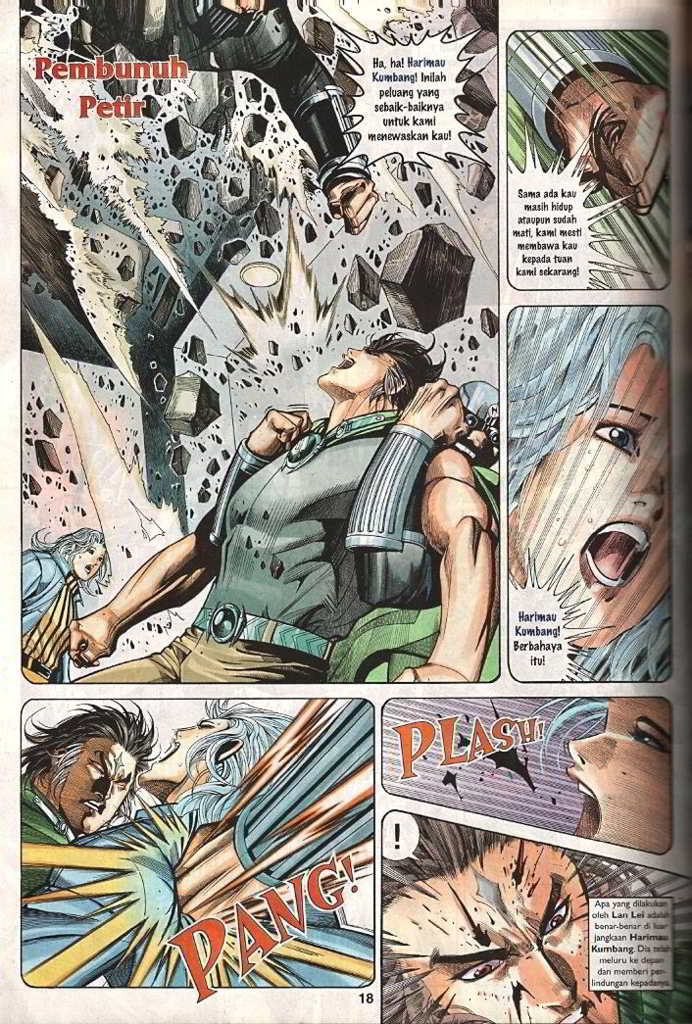 Pembunuh
Petir
Ha, ha! Harimau
Kumbang! Inilah
peluang yang
sebaik-baiknya
untuk kami
menewaskan kau!
Sama kau
masih hidup
ataupun sudah
mati, kami mesti
membawa kau
kepada tuan
kami sekarang!
Harimau
Kumbang!
Berbahaya
itu!
PANG!
PLASH!
!
Apa yang dilakukan
oleh Lan Lei adalah
benar-benar di luar
jangkaan Harimau
Kumbang. Dia telah
meluru ke depan
dan memberi per-
lindungan kepadanya.
18